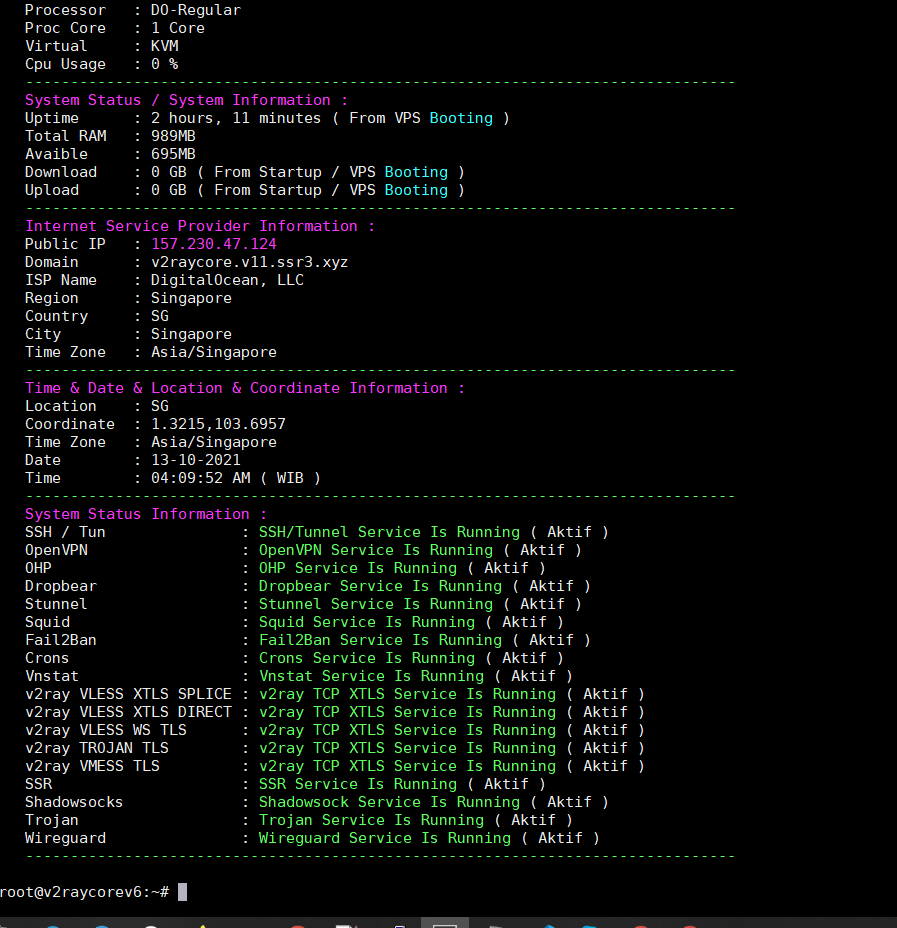 Processor   : DO-Regular
Proc Core   : 1 Core
Virtual     : KVM
Cpu Usage   : 0 %
-------------------------------------------------------------------------------
System Status / System Information :
Uptime      : 2 hours, 11 minutes ( From VPS Booting )
Total RAM   : 989MB
Avaible     : 695MB
Download    : 0 GB ( From Startup / VPS Booting )
Upload      : 0 GB ( From Startup / VPS Booting )
-------------------------------------------------------------------------------
Internet Service Provider Information :
Public IP   : 157.230.47.124
Domain      : v2raycore.v11.ssr3.xyz
ISP Name    : DigitalOcean, LLC
Region      : Singapore
Country     : SG
City        : Singapore
Time Zone   : Asia/Singapore
-------------------------------------------------------------------------------
Time & Date & Location & Coordinate Information :
Location    : SG
Coordinate  : 1.3215,103.6957
Time Zone   : Asia/Singapore
Date        : 13-10-2021
Time        : 04:09:52 AM ( WIB )
-------------------------------------------------------------------------------
System Status Information :
SSH / Tun               : SSH/Tunnel Service Is Running ( Aktif )
OpenVPN                 : OpenVPN Service Is Running ( Aktif )
OHP                     : OHP Service Is Running ( Aktif )
Dropbear                : Dropbear Service Is Running ( Aktif )
Stunnel                 : Stunnel Service Is Running ( Aktif )
Squid                   : Squid Service Is Running ( Aktif )
Fail2Ban                : Fail2Ban Service Is Running ( Aktif )
Crons                   : Crons Service Is Running ( Aktif )
Vnstat                  : Vnstat Service Is Running ( Aktif )
v2ray VLESS XTLS SPLICE : v2ray TCP XTLS Service Is Running ( Aktif )
v2ray VLESS XTLS DIRECT : v2ray TCP XTLS Service Is Running ( Aktif )
v2ray VLESS WS TLS      : v2ray TCP XTLS Service Is Running ( Aktif )
v2ray TROJAN TLS        : v2ray TCP XTLS Service Is Running ( Aktif )
v2ray VMESS TLS         : v2ray TCP XTLS Service Is Running ( Aktif )
SSR                     : SSR Service Is Running ( Aktif )
Shadowsocks             : Shadowsock Service Is Running ( Aktif )
Trojan                  : Trojan Service Is Running ( Aktif )
Wireguard               : Wireguard Service Is Running ( Aktif )
-------------------------------------------------------------------------------
root@v2raycorev6:~#